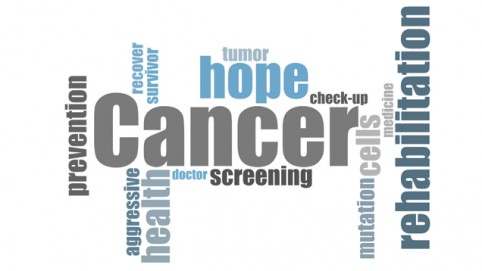 prevention
aggressive
recover
survivor
health
tumor
hope
check-up
Cancer
doctor
screening
mutation
cells
medicine
rehabilitation